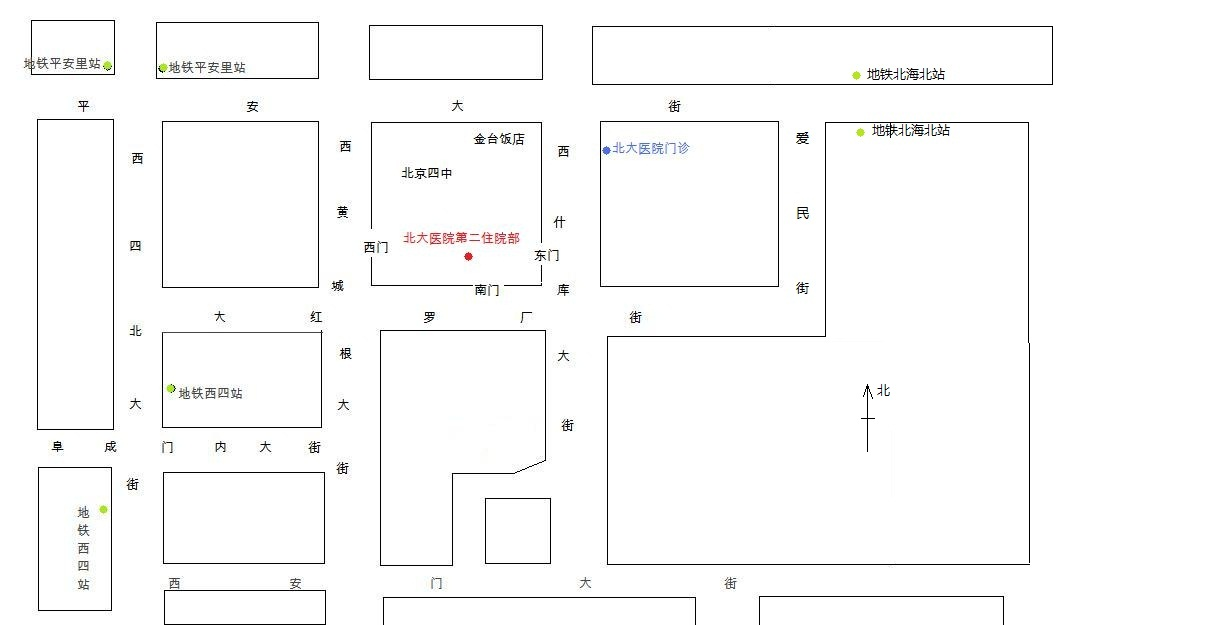 地铁平安里站
地铁平安里站
地铁北海北站
平安大街
地铁北海北站
西四北大街
西黄城根大街
金台饭店
北京四中
北大医院第二住院部
西门
东门
南门
西什库大街
北大医院门诊
爱民街
大红罗厂街
地铁西四站
北
阜成门内大街
地铁西四站
西安门大街